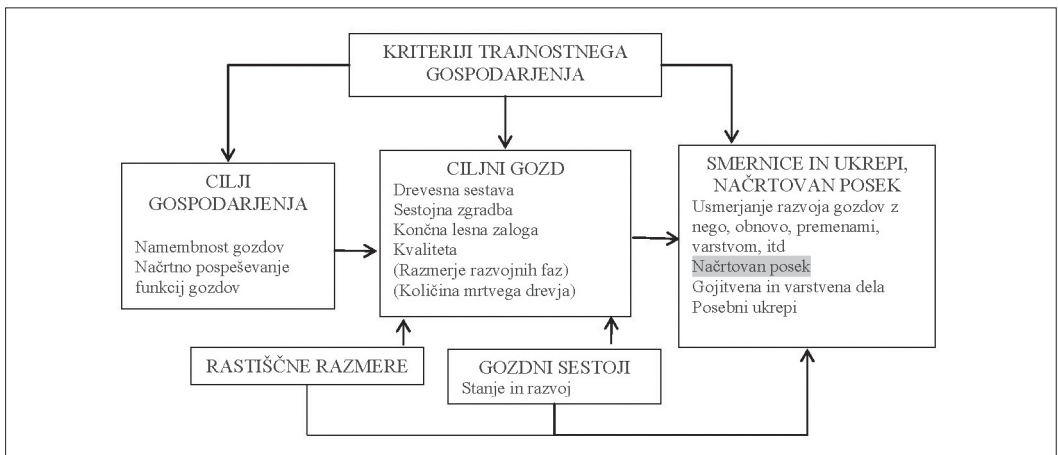 KRITERIJI TRAJNOSTNEGA
GOSPODARJENJA
CILJI
GOSPODARJENJA
Namembnost gozdov
Načrtno pospeševanje
funkcij gozdov
CILJNI GOZD
Drevesna sestava
Sestojna zgradba
Končna lesna zaloga
Kvaliteta
(Razmerje razvojnih faz)
(Količina mrtvega drevja)
SMERNICE IN UKREPI,
NAČRTOVAN POSEK
Usmerjanje razvoja gozdov z
nego, obnovo, premenami,
varstvom, itd
Načrtovan posek
Gojitvena in varstvena dela
Posebni ukrepi
RASTIŠČNE RAZMERE
GOZDNI SESTOJI
Stanje in razvoj